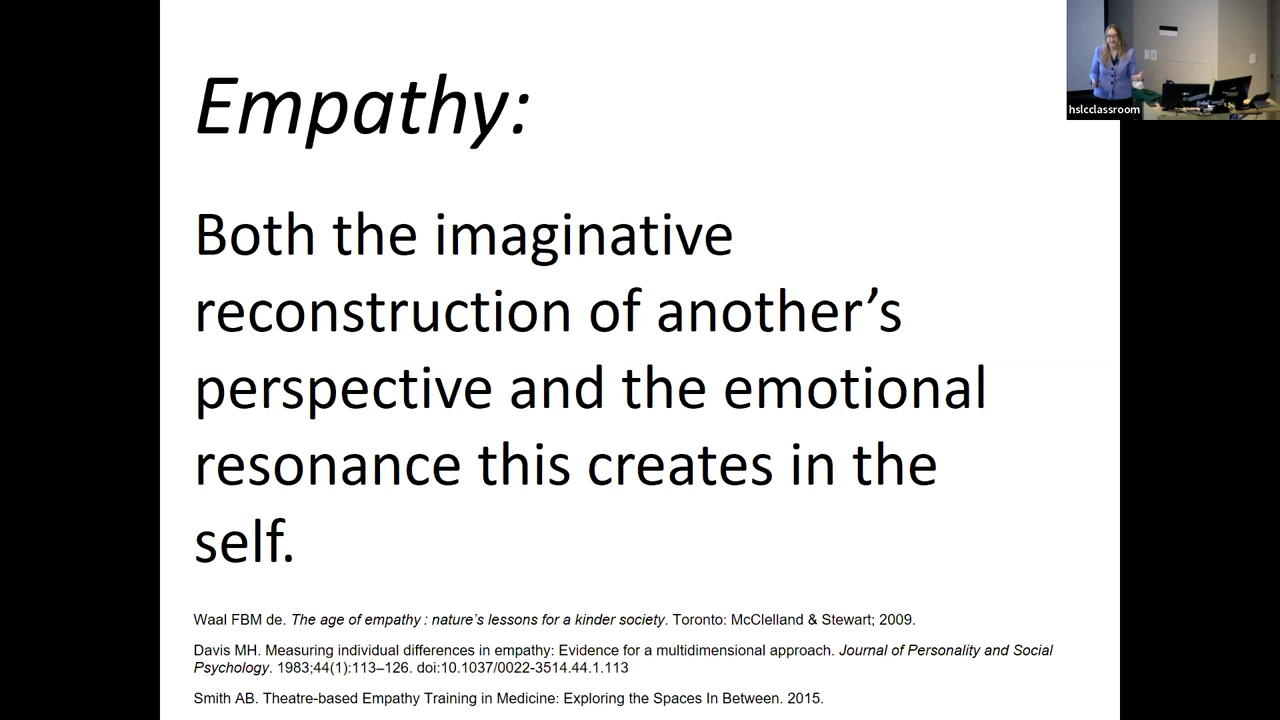 Empathy:
Both the imaginative
reconstruction of another’s
perspective and the emotional
resonance this creates in the
self.
Waal FBM de. The age of empathy : nature’s lessons for a kinder society. Toronto: McClelland & Stewart; 2009.
Davis MH. Measuring individual differences in empathy: Evidence for a multidimensional approach. Journal of Personality and Social
Psychology. 1983;44(1):113–126. doi:10.1037/0022-3514.44.1.113
Smith AB. Theatre-based Empathy Training in Medicine: Exploring the Spaces In Between. 2015.
hslcclassroom